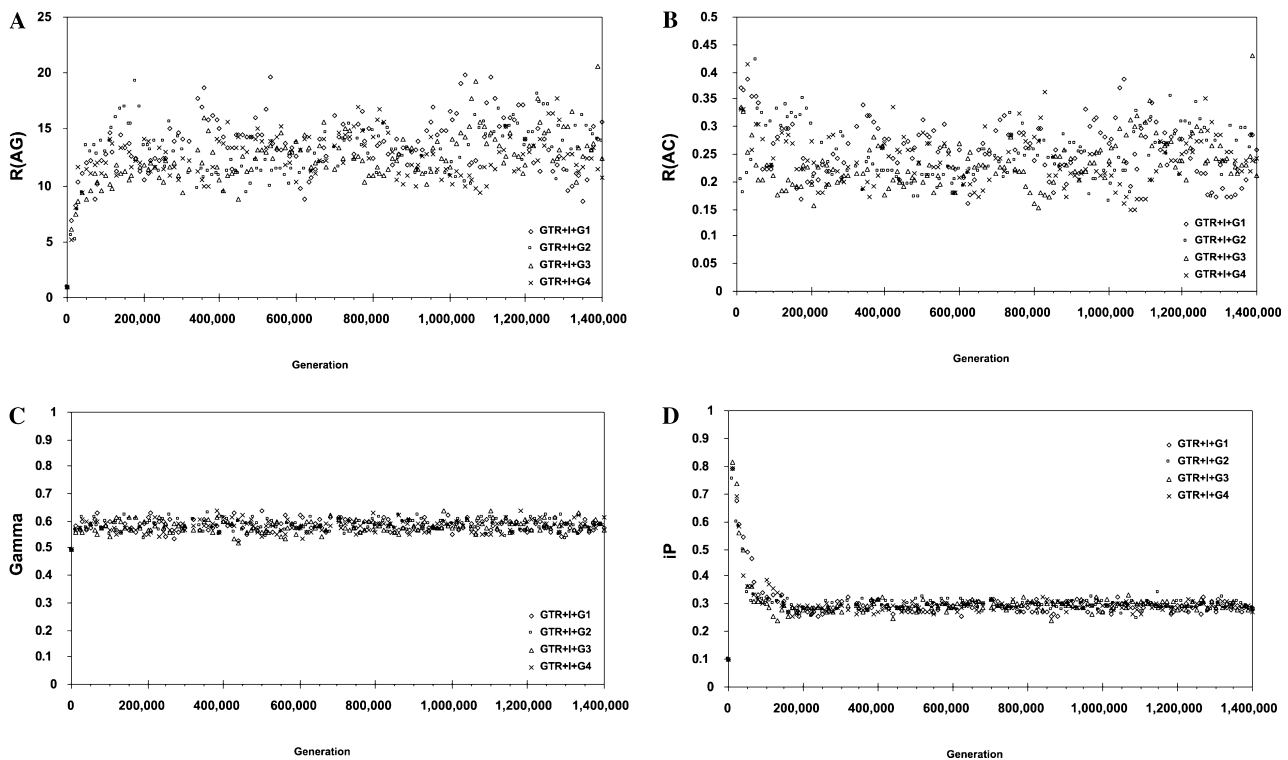 A
R(AG)
25
20
15
10
5
0
GTR+I+G1
GTR+I+G2
GTR+I+G3
GTR+I+G4
0 200,000 400,000 600,000 800,000 1,000,000 1,200,000 1,400,000
Generation
B
R(AC)
0.5
0.45
0.4
0.35
0.3
0.25
0.2
0.15
0.1
0.05
0
GTR+I+G1
GTR+I+G2
GTR+I+G3
GTR+I+G4
0 200,000 400,000 600,000 800,000 1,000,000 1,200,000 1,400,000
Generation
C
Gamma
1
0.9
0.8
0.7
0.6
0.5
0.4
0.3
0.2
0.1
0
GTR+I+G1
GTR+I+G2
GTR+I+G3
GTR+I+G4
0 200,000 400,000 600,000 800,000 1,000,000 1,200,000 1,400,000
Generation
D
iP
1
0.9
0.8
0.7
0.6
0.5
0.4
0.3
0.2
0.1
0
GTR+I+G1
GTR+I+G2
GTR+I+G3
GTR+I+G4
0 200,000 400,000 600,000 800,000 1,000,000 1,200,000 1,400,000
Generation